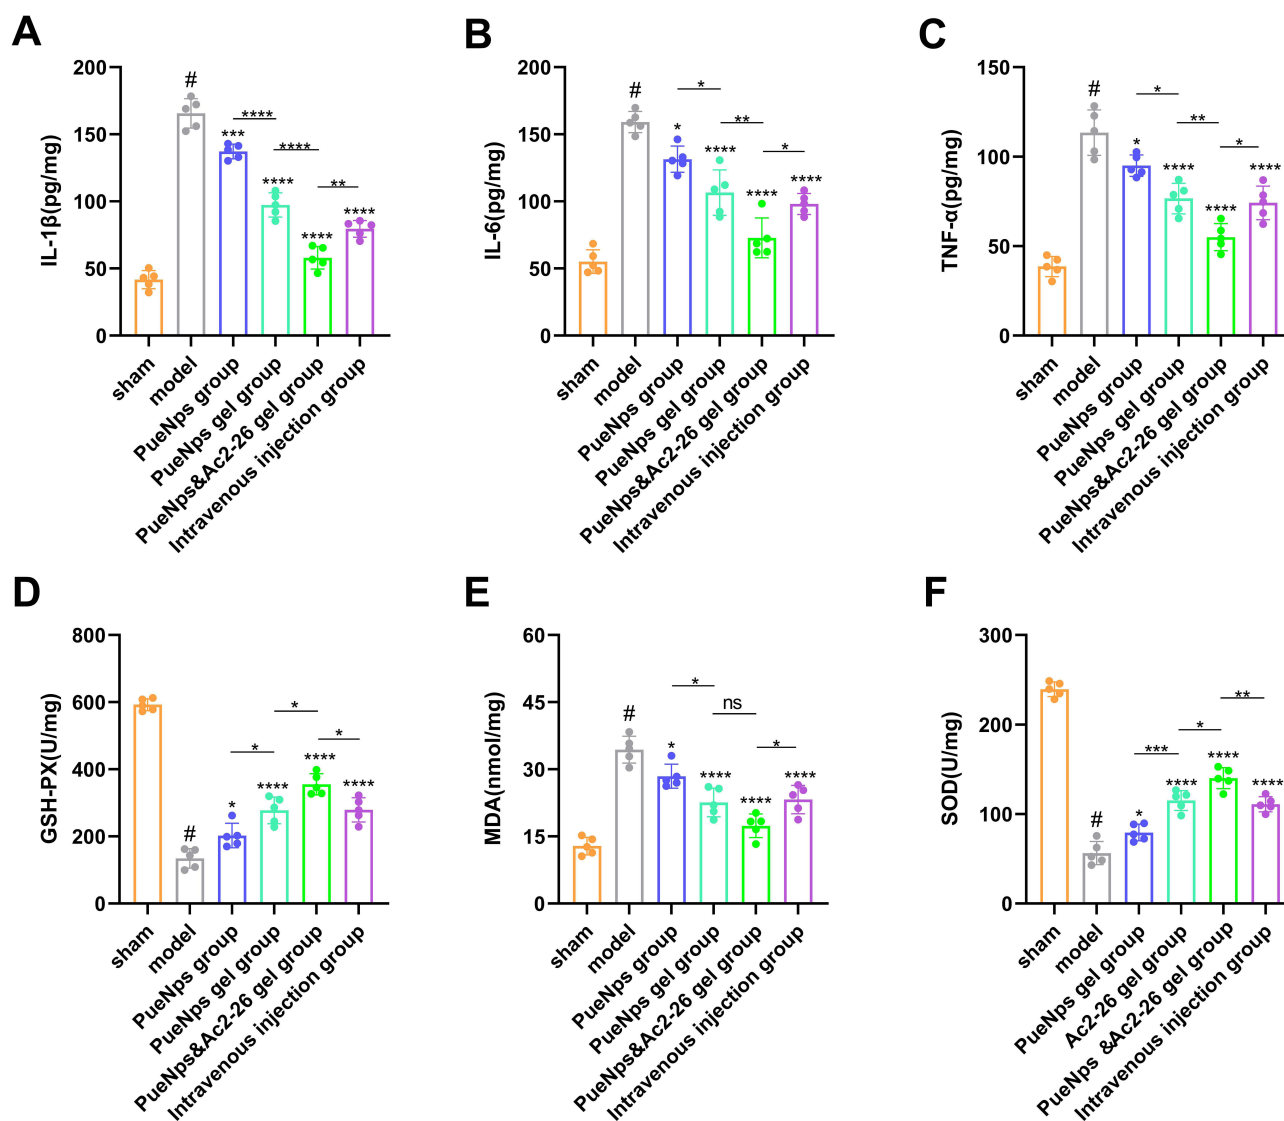 A
IL-1β(pg/mg)
200
150
100
50
0
#
***
****
****
****
****
**
****
sham
model
PueNps group
PueNps gel group
PueNps&Ac2-26 gel group
Intravenous injection group
B
IL-6(pg/mg)
200
150
100
50
0
#
*
*
****
**
****
*
****
sham
model
PueNps group
PueNps gel group
PueNps&Ac2-26 gel group
Intravenous injection group
C
TNF-α(pg/mg)
150
100
50
0
#
*
*
****
**
****
*
****
sham
model
PueNps group
PueNps gel group
PueNps&Ac2-26 gel group
Intravenous injection group
D
GSH-PX(U/mg)
800
600
400
200
0
#
*
*
****
*
****
*
****
sham
model
PueNps group
PueNps gel group
PueNps&Ac2-26 gel group
Intravenous injection group
E
MDA(nmol/mg)
60
45
30
15
0
#
*
*
****
ns
****
*
****
sham
model
PueNps group
PueNps gel group
PueNps&Ac2-26 gel group
Intravenous injection group
F
SOD(U/mg)
300
200
100
0
#
*
***
****
*
****
**
****
sham
model
PueNps gel group
Ac2-26 gel group
PueNps &Ac2-26 gel group
Intravenous injection group